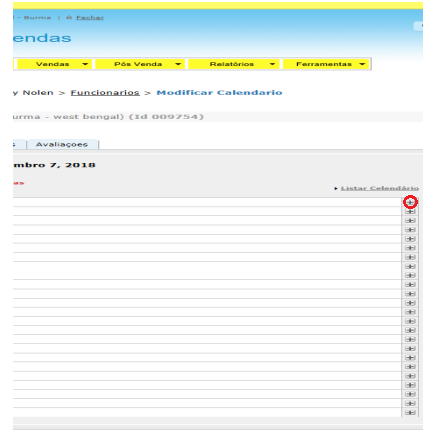 - Burma | Fechar
endas
Vendas Pós Venda Relatórios Ferramentas
y Nolen > Funcionarios > Modificar Calendario
urma - west bengal) (Id 009754)
s Avaliaçoes
mbro 7, 2018
as
Listar Celendário